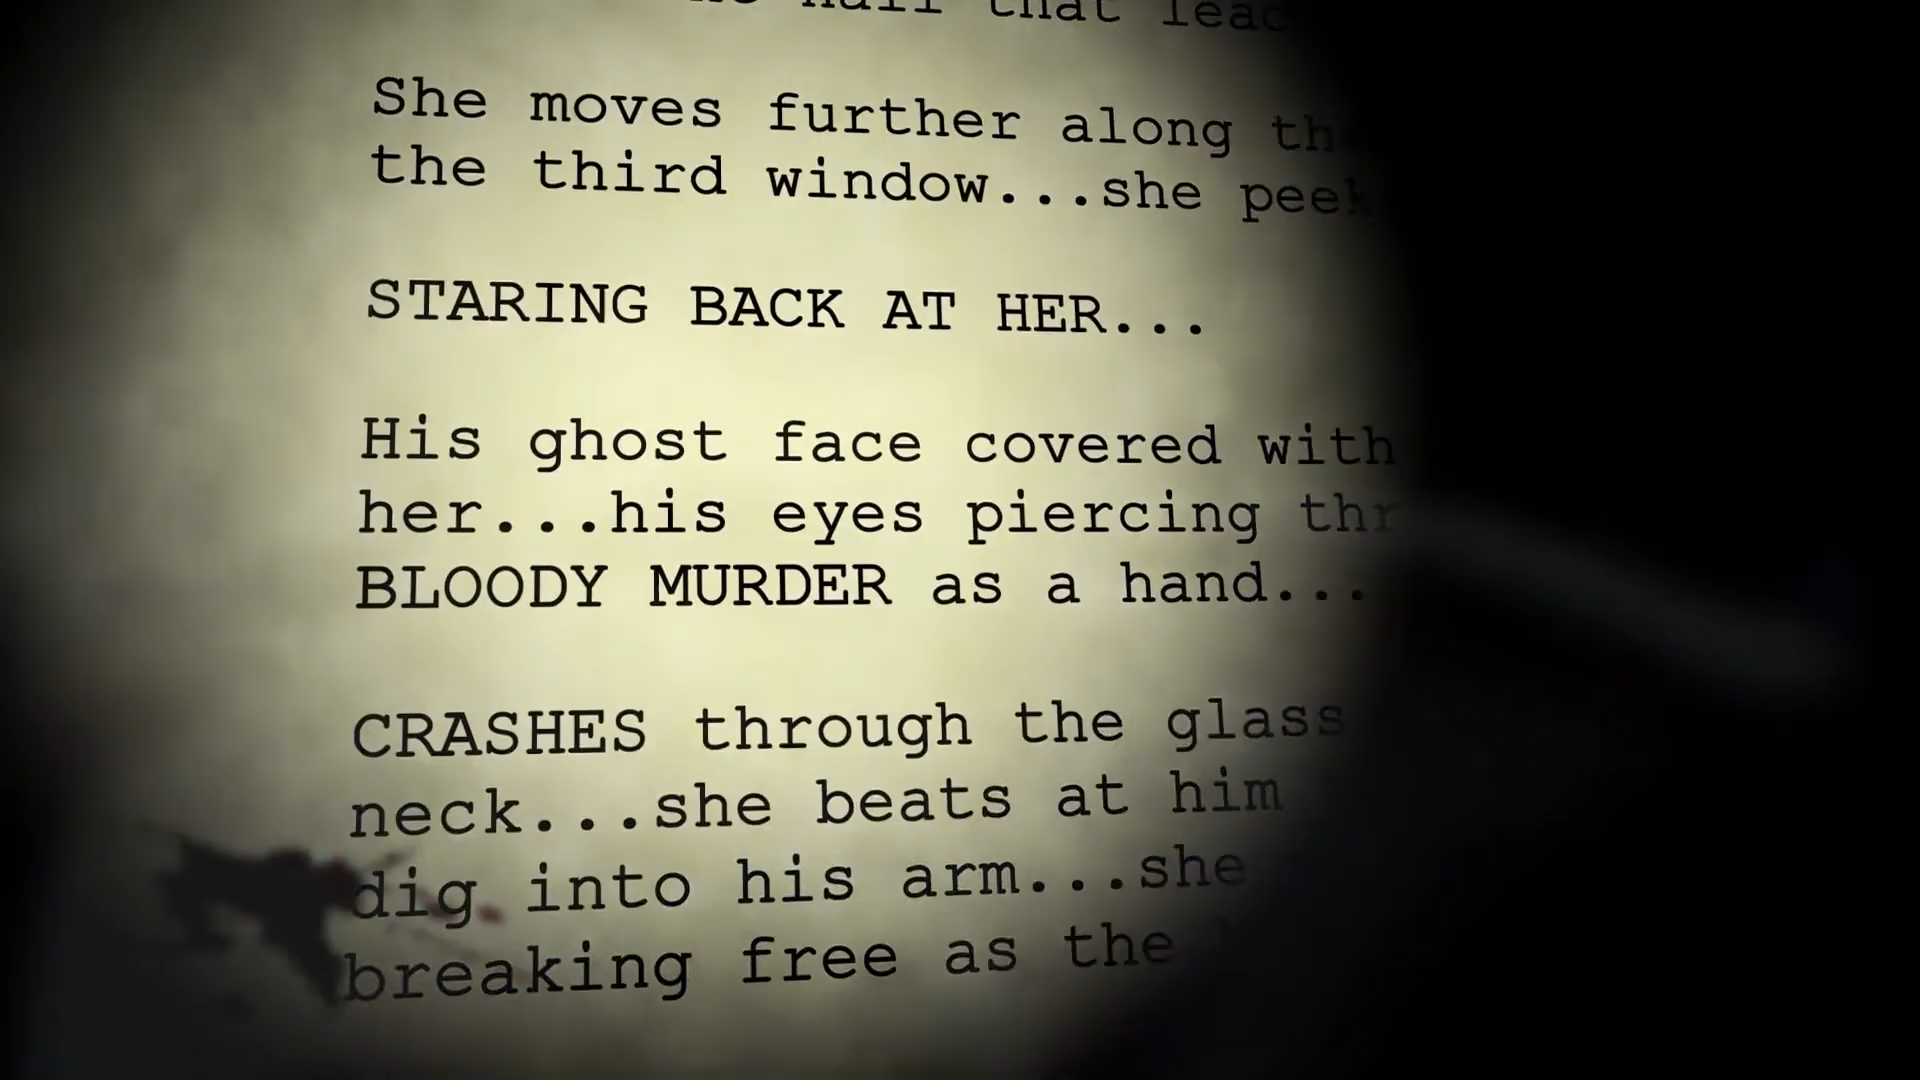 hall that
She moves further along
the third window...she
STARING BACK AT HER...
His ghost face covered with
her...his eyes piercing
BLOODY MURDER as a hand...
CRASHES through the glass
neck...she beats at him
dig into his arm...she
breaking free as the